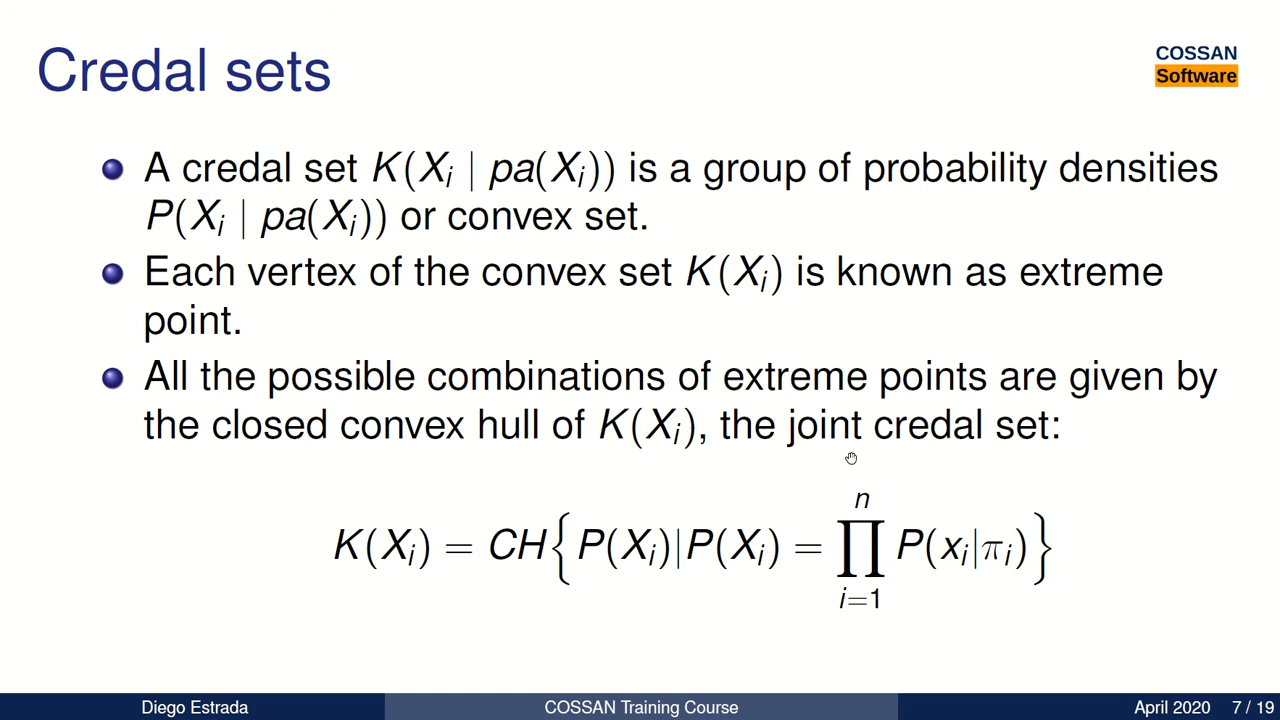 Credal sets
COSSAN
Software
A credal set K(Xᵢ | pa(Xᵢ)) is a group of probability densities
P(Xᵢ | pa(Xᵢ)) or convex set.
Each vertex of the convex set K(Xᵢ) is known as extreme
point.
All the possible combinations of extreme points are given by
the closed convex hull of K(Xᵢ), the joint credal set:
K(Xᵢ) = CH{P(Xᵢ)|P(Xᵢ) = ∏ⁿᵢ₌₁ P(xᵢ|πᵢ)}
Diego Estrada
COSSAN Training Course
April 2020 7 / 19